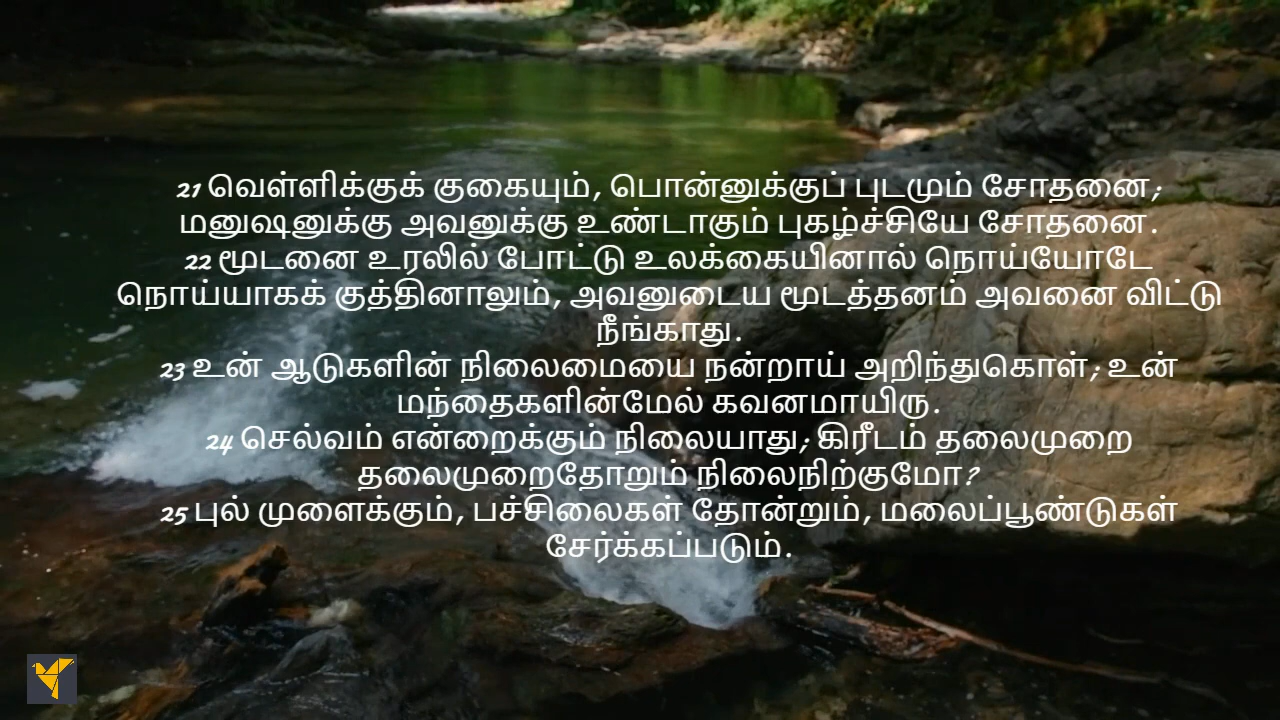 21 வெள்ளிக்குக் குகையும், பொன்னுக்குப் புடமும் சோதனை;
மனுஷனுக்கு அவனுக்கு உண்டாகும் புகழ்ச்சியே சோதனை.
22 மூடனை உரலில் போட்டு உலக்கையினால் நொய்யோடே
நொய்யாகக் குத்தினாலும், அவனுடைய மூடத்தனம் அவனை விட்டு
நீங்காது.
23 உன் ஆடுகளின் நிலைமையை நன்றாய் அறிந்துகொள்; உன்
மந்தைகளின்மேல் கவனமாயிரு.
24 செல்வம் என்றைக்கும் நிலையாது; கிரீடம் தலைமுறை
தலைமுறைதோறும் நிலைநிற்குமோ?
25 புல் முளைக்கும், பச்சிலைகள் தோன்றும், மலைப்பூண்டுகள்
சேர்க்கப்படும்.